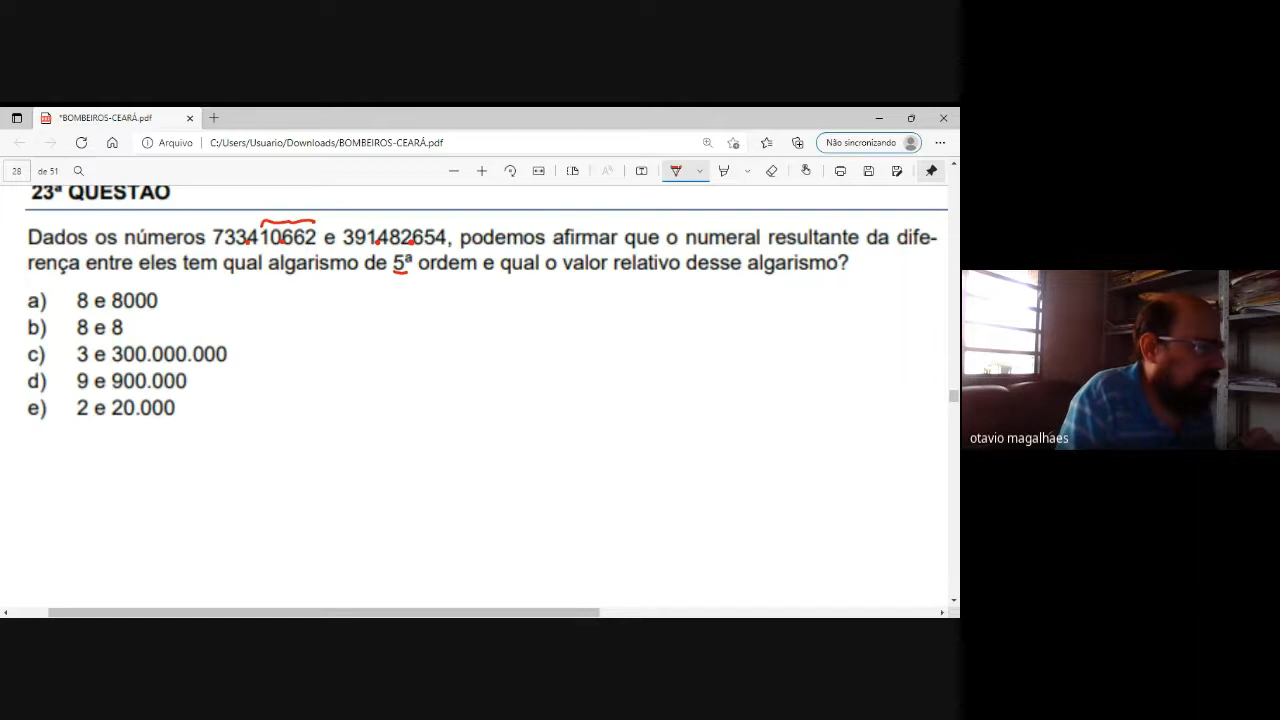 *BOMBEIROS-CEARÁ.pdf
Arquivo
C:/Users/Usuario/Downloads/BOMBEIROS-CEARÁ.pdf
Não sincronizando
28 de 51
23ª QUESTÃO
Dados os números 733410662 e 391482654, podemos afirmar que o numeral resultante da dife-
rença entre eles tem qual algarismo de 5ª ordem e qual o valor relativo desse algarismo?
a) 8 e 8000
b) 8 e 8
c) 3 e 300.000.000
d) 9 e 900.000
e) 2 e 20.000
otavio magalhaes